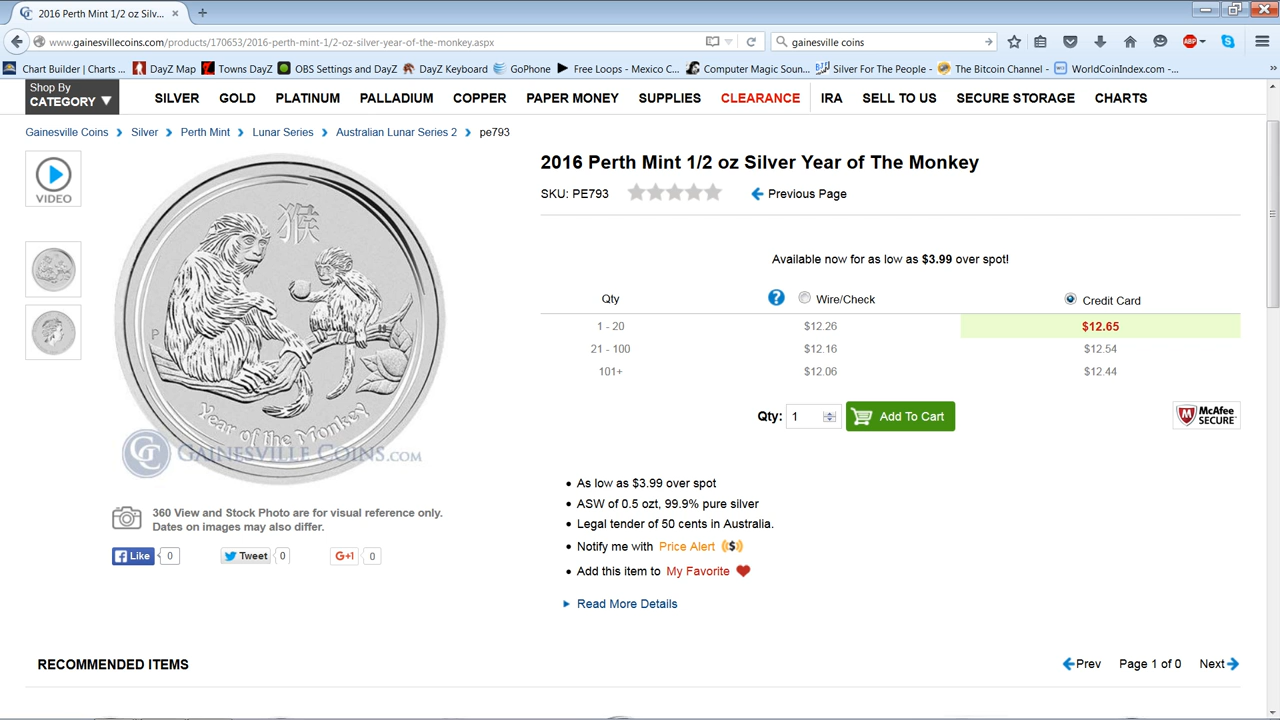 2016 Perth Mint 1/2 oz Silv... ×
www.gainesvillecoins.com/products/170653/2016-perth-mint-1/2-oz-silver-year-of-the-monkey.aspx
gainesville coins
ABP
Chart Builder | Charts ... DayZ Map Towns DayZ OBS Settings and DayZ DayZ Keyboard GoPhone Free Loops - Mexico C... Computer Magic Soun... Silver For The People - The Bitcoin Channel - WorldCoinIndex.com -... »
Shop By
CATEGORY ▼
SILVER GOLD PLATINUM PALLADIUM COPPER PAPER MONEY SUPPLIES CLEARANCE IRA SELL TO US SECURE STORAGE CHARTS
Gainesville Coins Silver Perth Mint Lunar Series Australian Lunar Series 2 pe793
VIDEO
猴
P
Year of the Monkey
GAINESVILLE COINS.COM
360 View and Stock Photo are for visual reference only.
Dates on images may also differ.
Like 0 Tweet 0 G+1 0
2016 Perth Mint 1/2 oz Silver Year of The Monkey
SKU: PE793 Previous Page
Available now for as low as $3.99 over spot!
Qty ? Wire/Check Credit Card
1 - 20 $12.26 $12.65
21 - 100 $12.16 $12.54
101+ $12.06 $12.44
Qty: 1 Add To Cart
McAfee
SECURE
• As low as $3.99 over spot
• ASW of 0.5 ozt, 99.9% pure silver
• Legal tender of 50 cents in Australia.
• Notify me with Price Alert ($)
• Add this item to My Favorite
Read More Details
RECOMMENDED ITEMS
Prev Page 1 of 0 Next